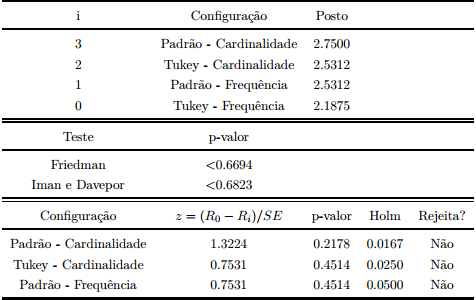 i Configuração Posto
3 Padrão - Cardinalidade 2.7500
2 Tukey - Cardinalidade 2.5312
1 Padrão - Frequência 2.5312
0 Tukey - Frequência 2.1875
Teste p-valor
Friedman <0.6694
Iman e Davepor <0.6823
Configuração z = (R₀ − Rᵢ)/SE p-valor Holm Rejeita?
Padrão - Cardinalidade 1.3224 0.2178 0.0167 Não
Tukey - Cardinalidade 0.7531 0.4514 0.0250 Não
Padrão - Frequência 0.7531 0.4514 0.0500 Não